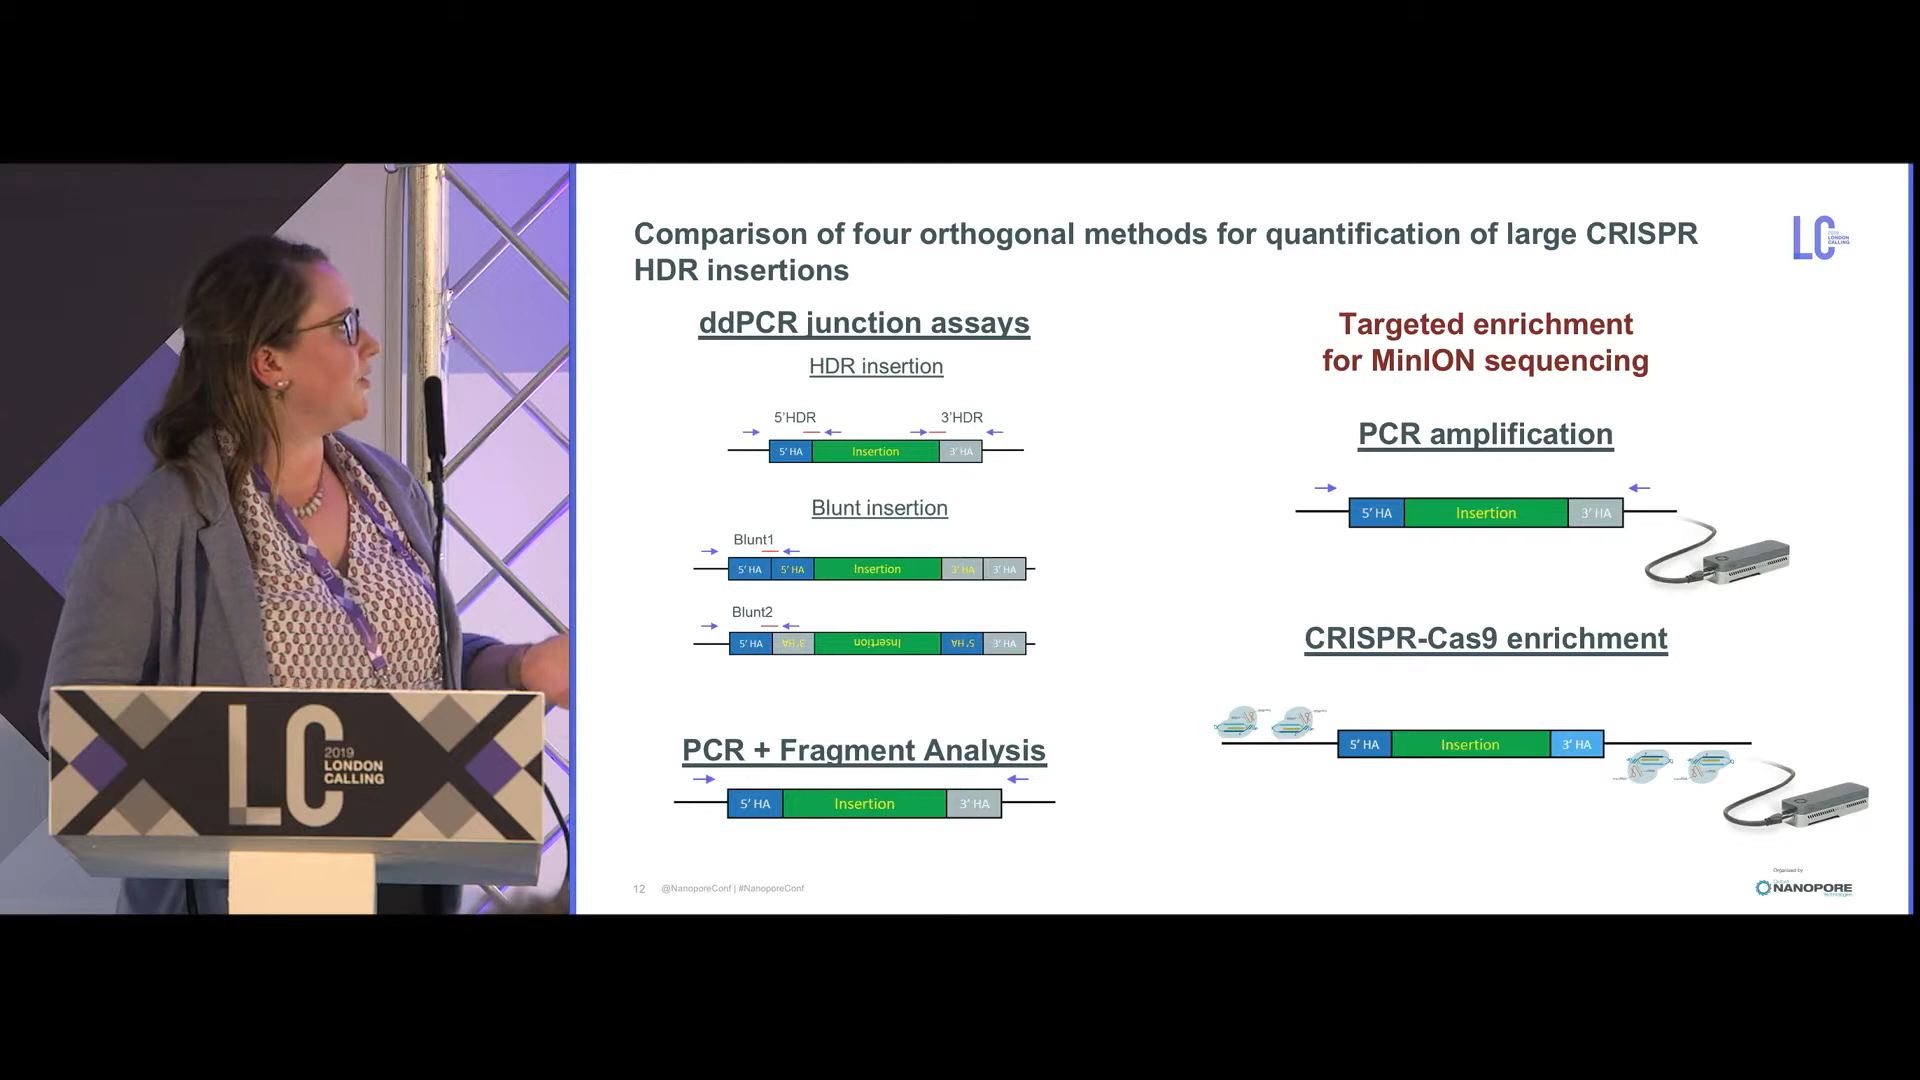 Comparison of four orthogonal methods for quantification of large CRISPR
HDR insertions
LC
2019
LONDON
CALLING
ddPCR junction assays
HDR insertion
5'HDR
3'HDR
5' HA
Insertion
3' HA
Blunt insertion
Blunt1
5' HA
5' HA
Insertion
3' HA
3' HA
Blunt2
5' HA
3' HA
Insertion
5' HA
3' HA
PCR + Fragment Analysis
5' HA
Insertion
3' HA
Targeted enrichment
for MinION sequencing
PCR amplification
5' HA
Insertion
3' HA
CRISPR-Cas9 enrichment
5' HA
Insertion
3' HA
12
@NanoporeConf | #NanoporeConf
Organised by
Oxford
NANOPORE
Technologies
LC
2019
LONDON
CALLING